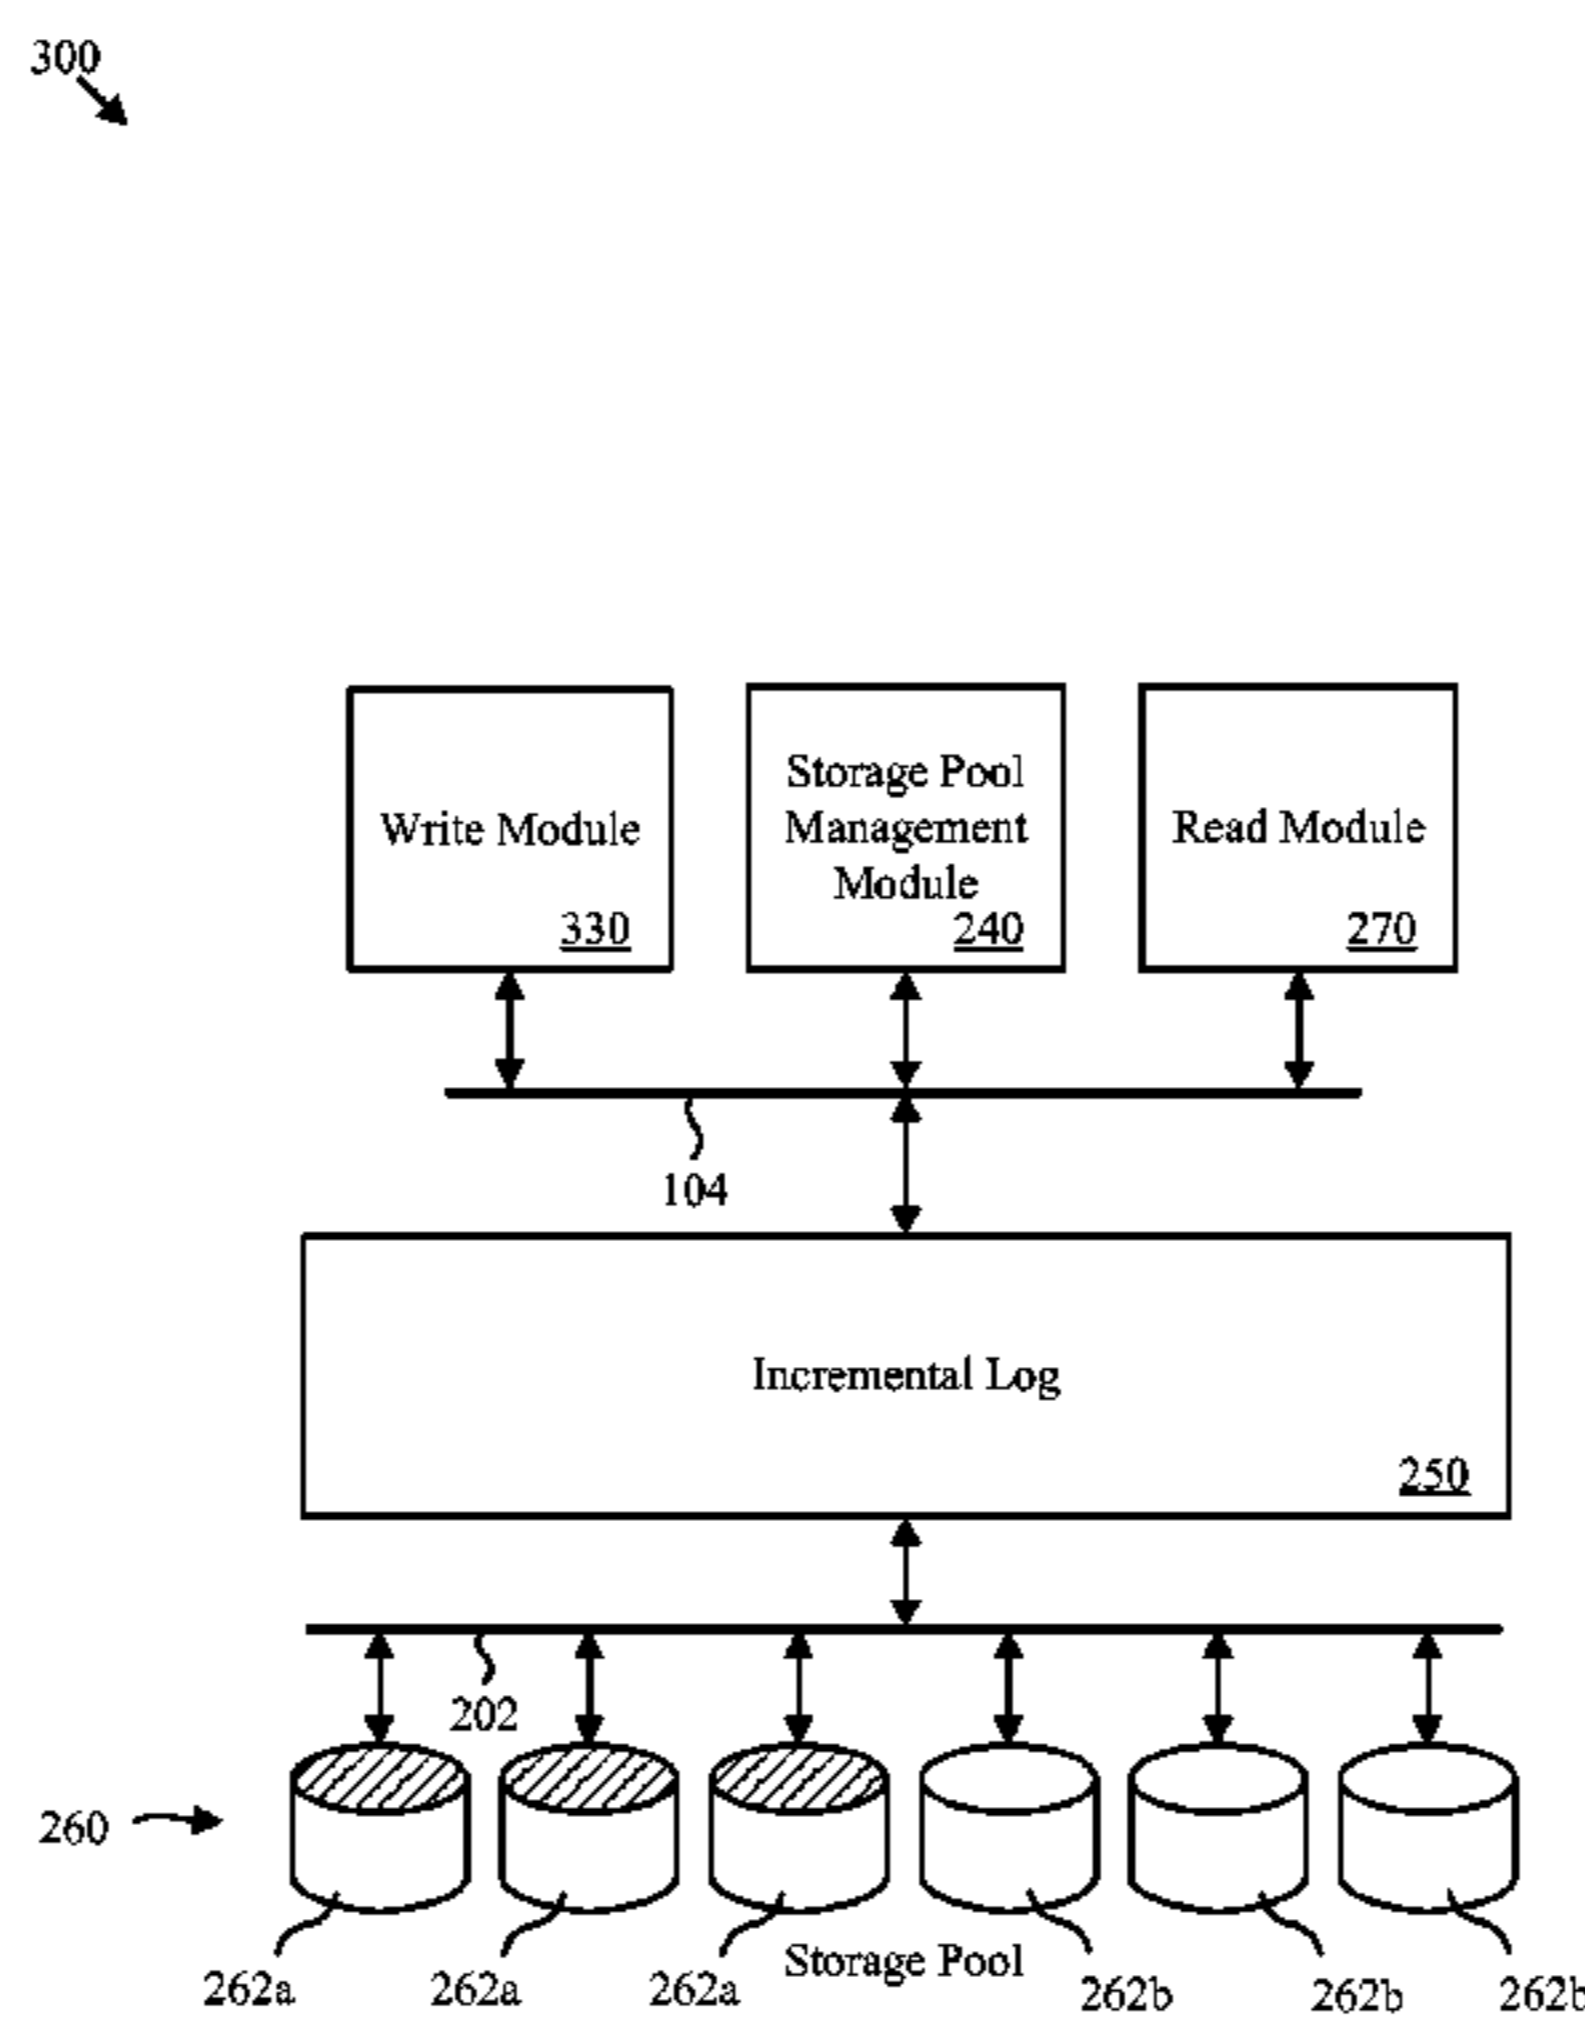 300
Write Module
330
Storage Pool
Management
Module
240
Read Module
270
104
Incremental Log
250
202
260
262a
262a
262a
Storage Pool
262b
262b
262b